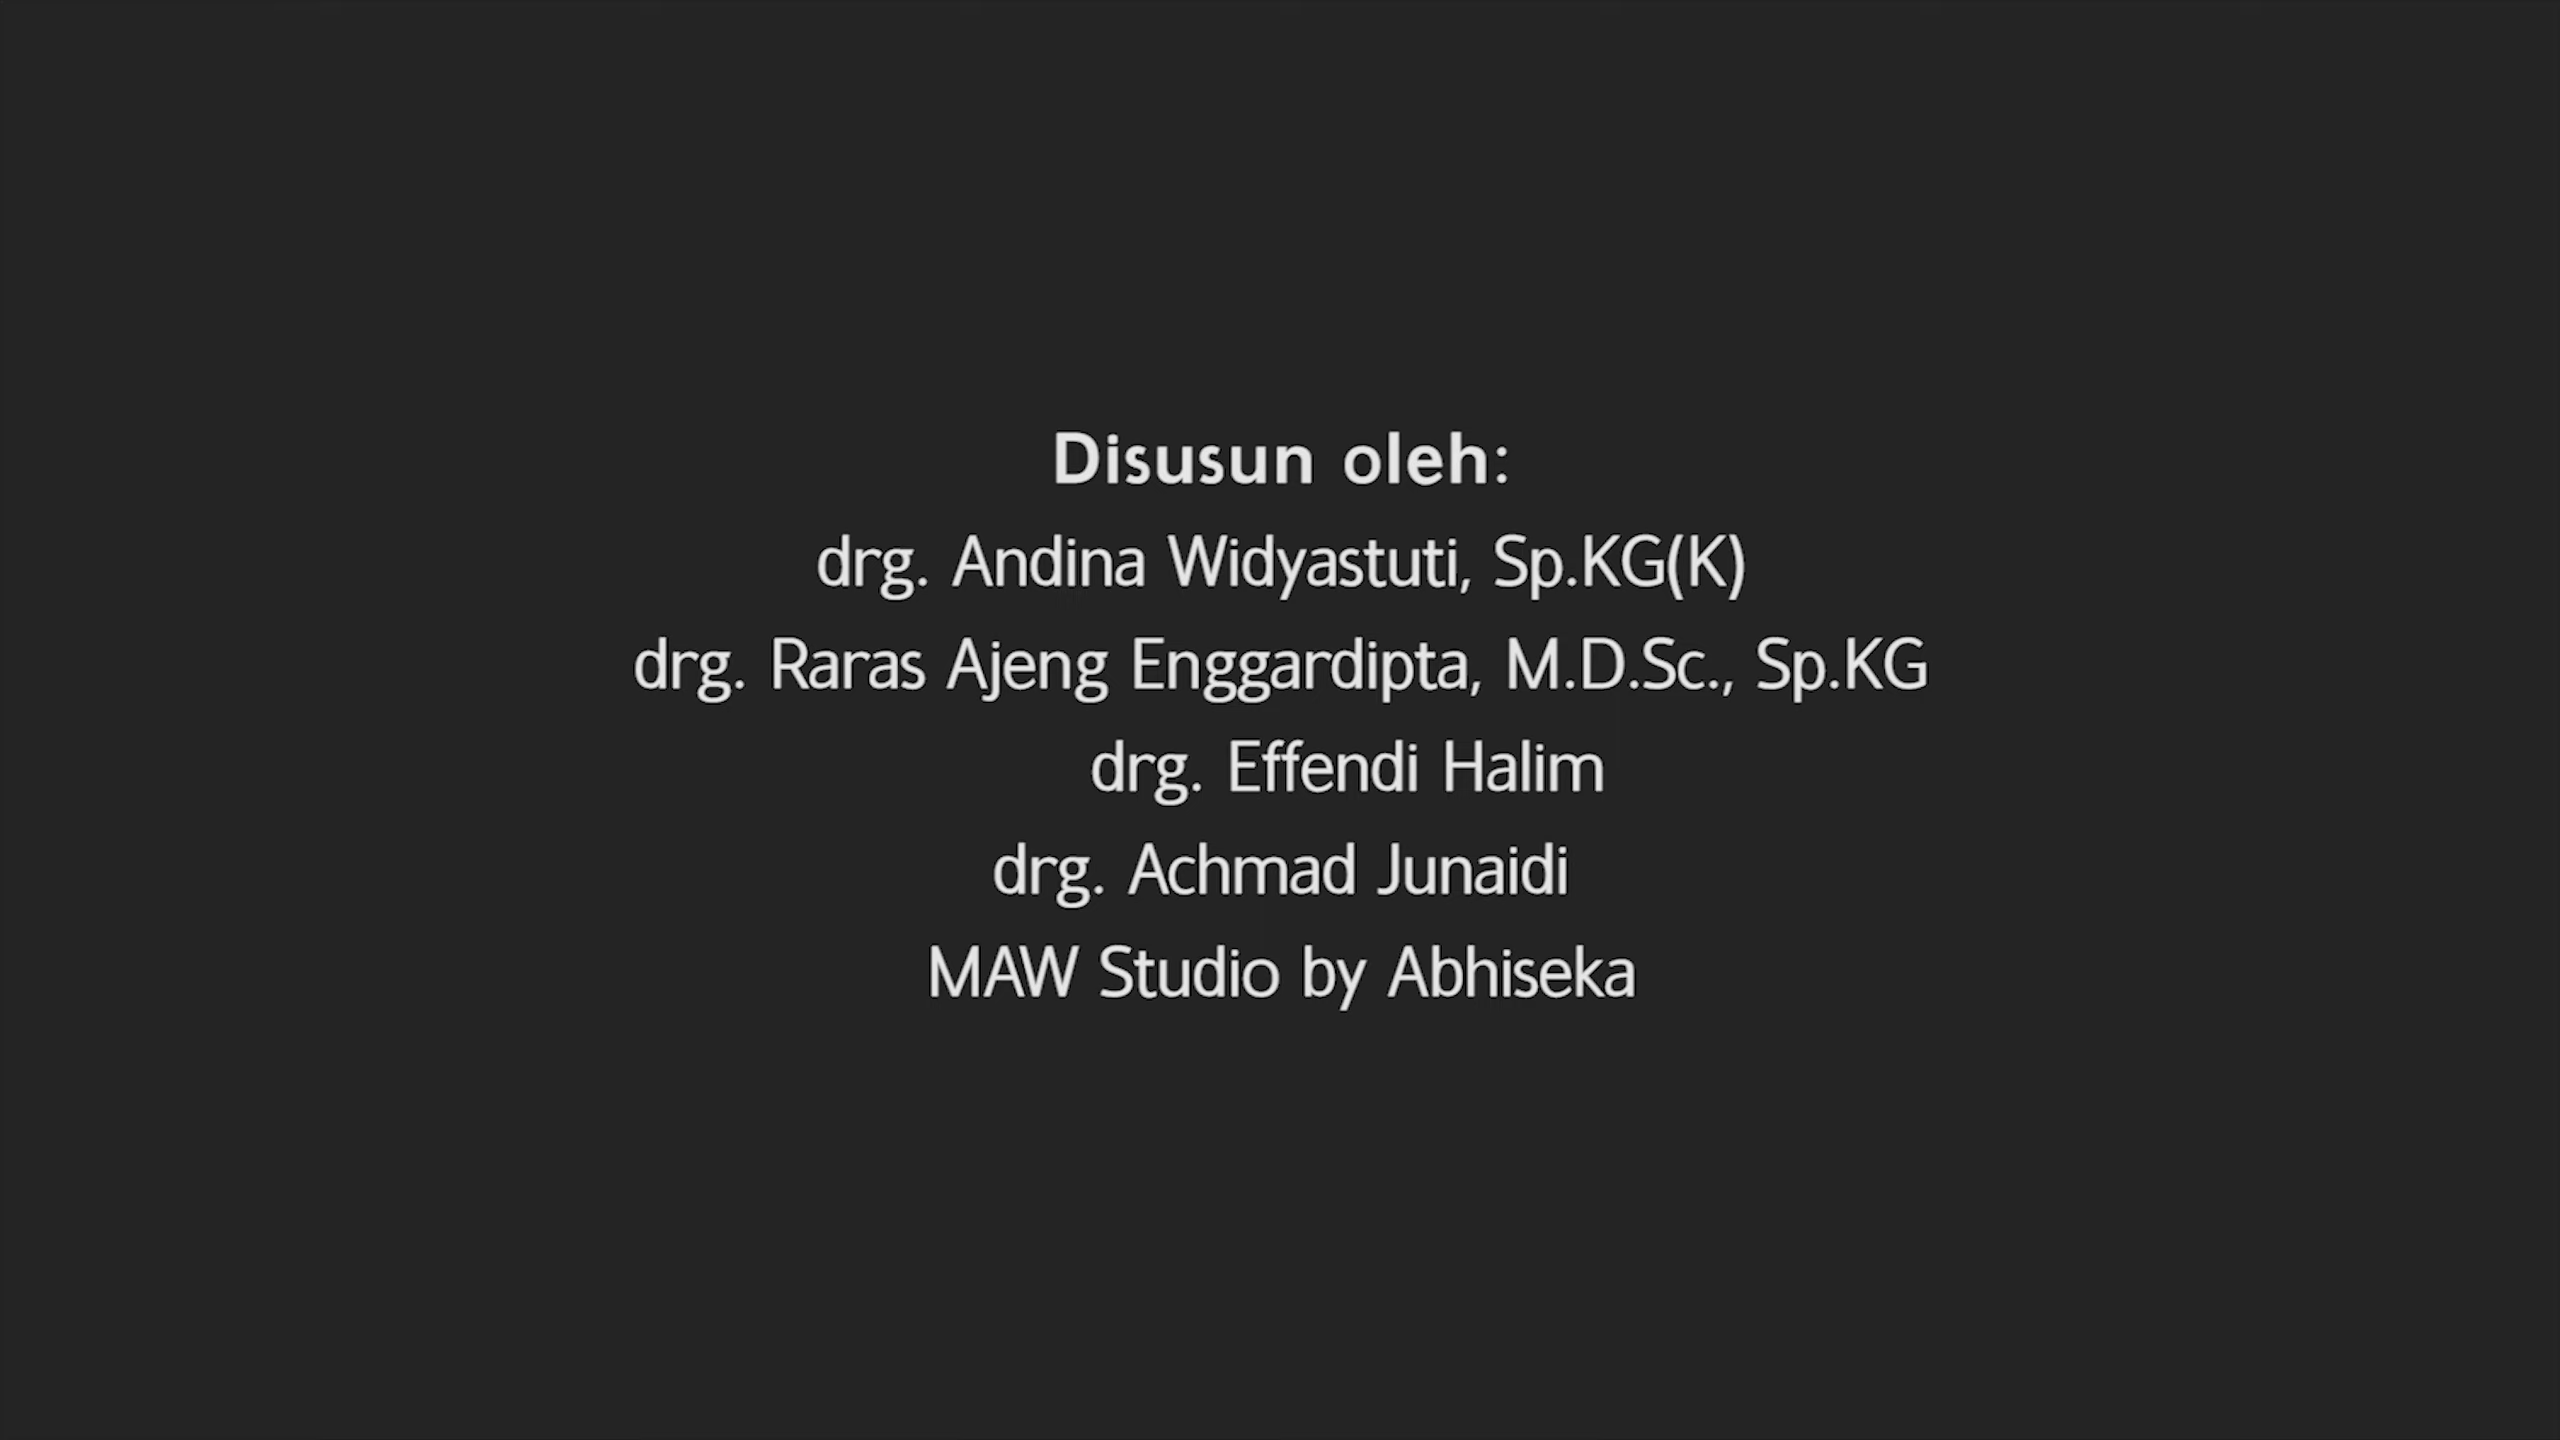 Disusun oleh:
drg. Andina Widyastuti, Sp.KG(K)
drg. Raras Ajeng Enggardipta, M.D.Sc., Sp.KG
drg. Effendi Halim
drg. Achmad Junaidi
MAW Studio by Abhiseka